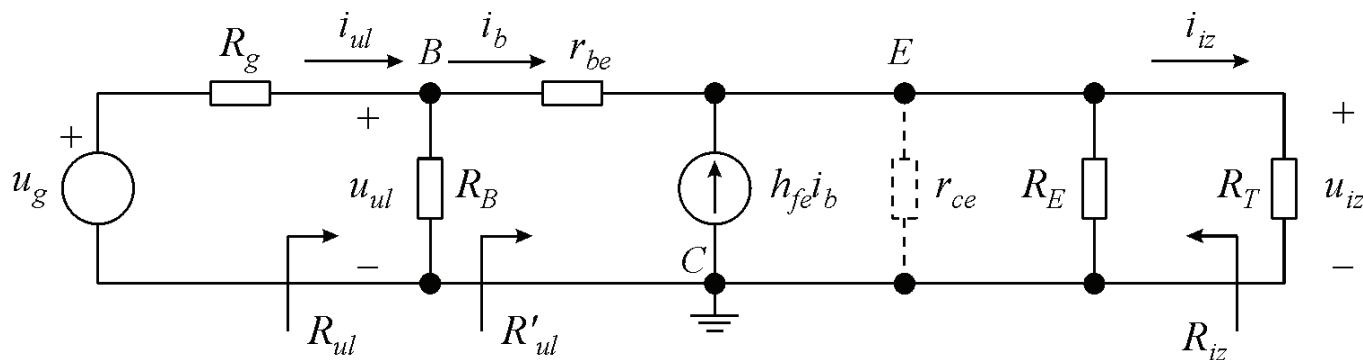 R_g i_ul B i_b r_be E i_iz
+ + +
u_g u_ul R_B h_fe i_b r_ce R_E R_T u_iz
− C −
R_ul R'_ul R_iz